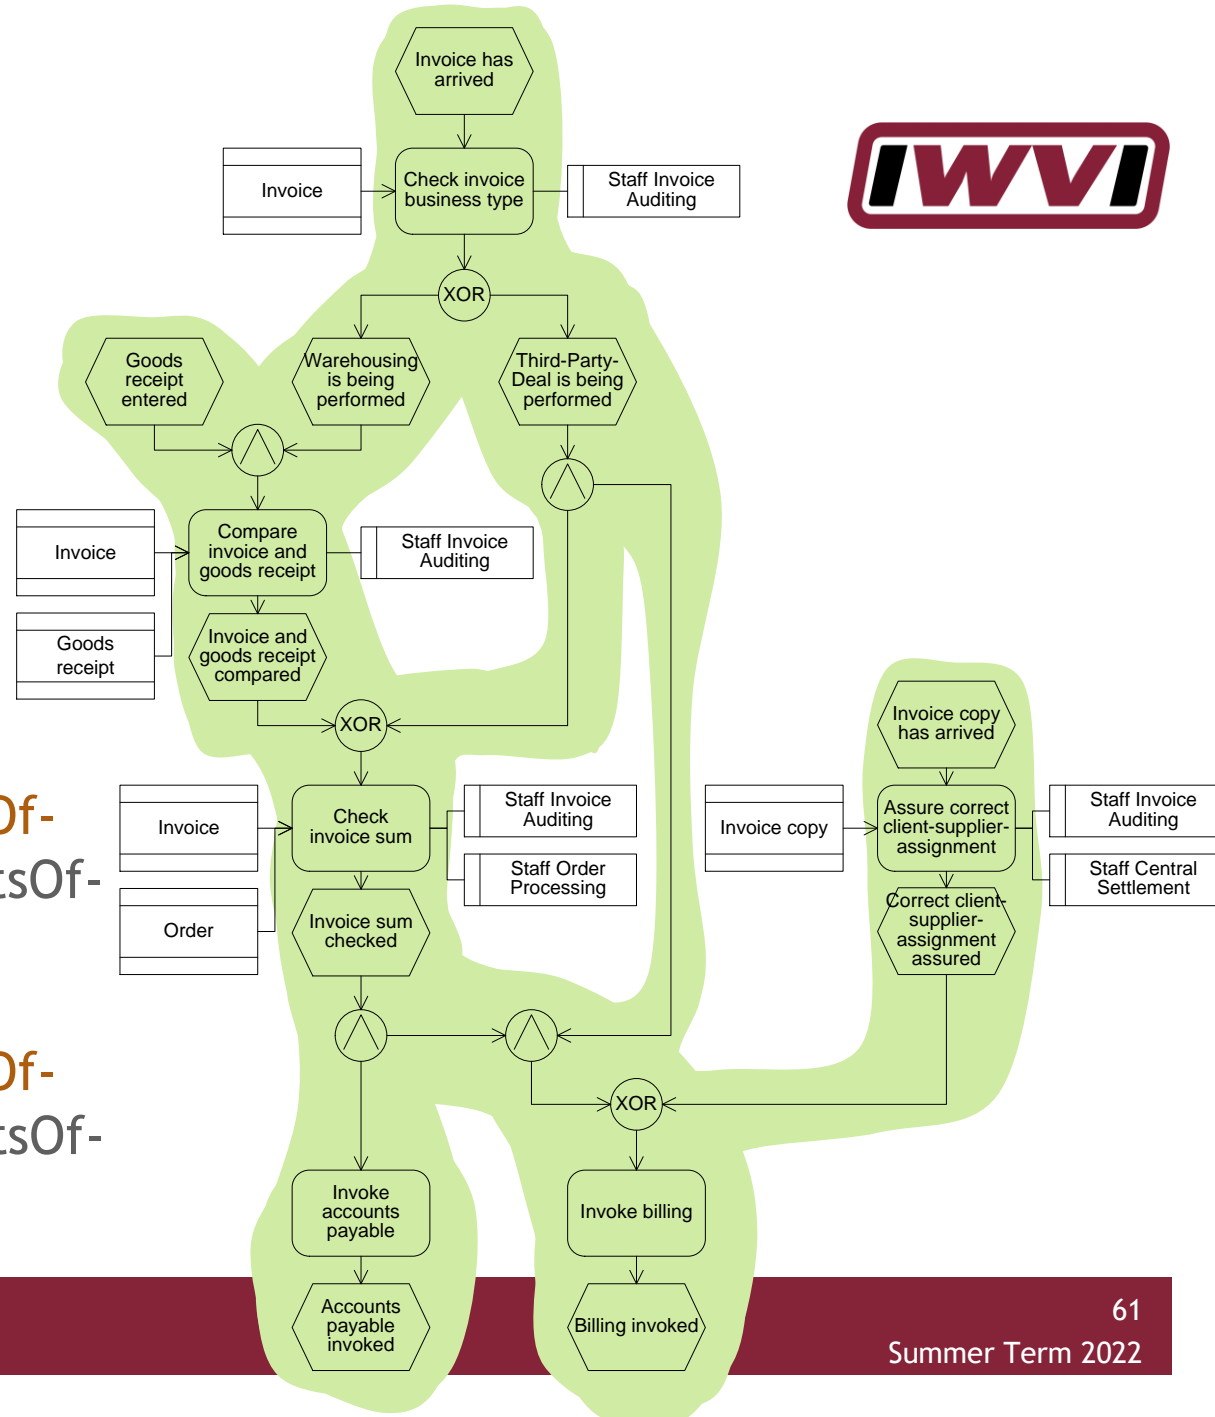 Invoice has
arrived
IWVI
Invoice
Check invoice
business type
Staff Invoice
Auditing
XOR
Goods
receipt
entered
Warehousing
is being
performed
Third-Party-
Deal is being
performed
Invoice
Compare
invoice and
goods receipt
Staff Invoice
Auditing
Goods
receipt
Invoice and
goods receipt
compared
XOR
Invoice copy
has arrived
Of-
tsOf-
Invoice
Check
invoice sum
Staff Invoice
Auditing
Staff Order
Processing
Invoice copy
Assure correct
client-supplier-
assignment
Staff Invoice
Auditing
Staff Central
Settlement
Order
Invoice sum
checked
Correct client-
supplier-
assignment
assured
Of-
tsOf-
XOR
Invoke
accounts
payable
Invoke billing
Accounts
payable
invoked
Billing invoked
61
Summer Term 2022